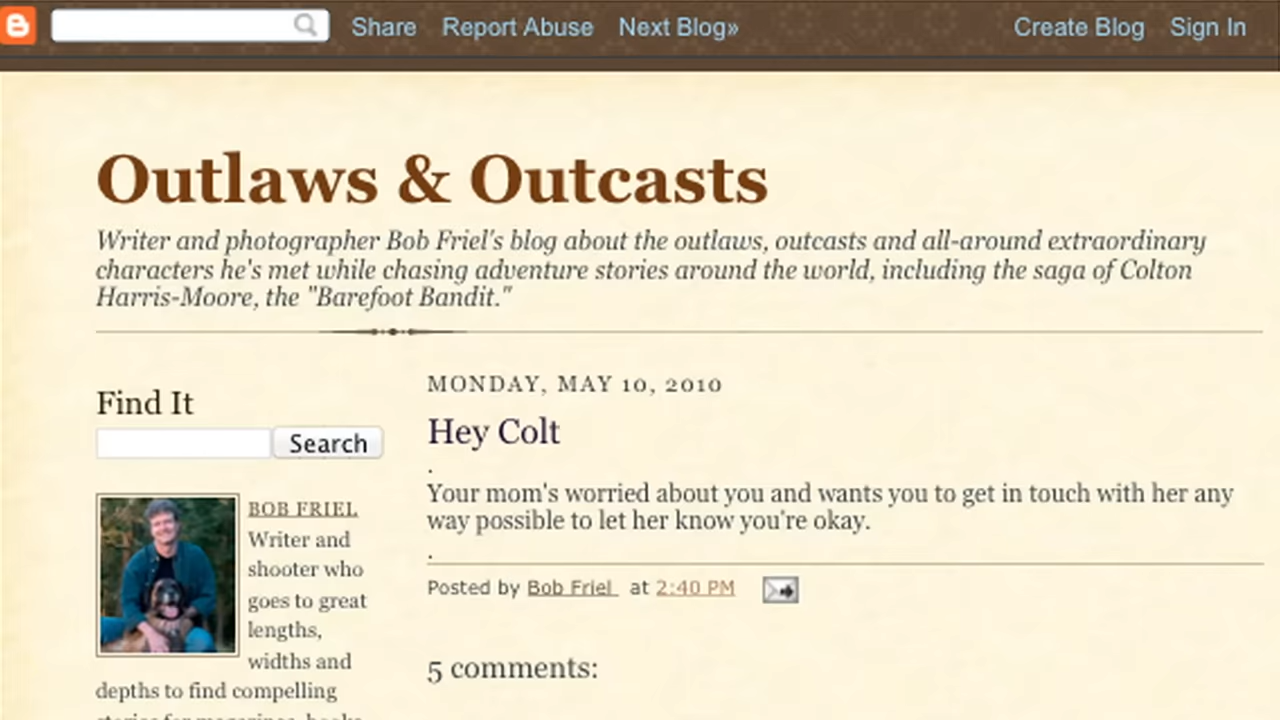 Share Report Abuse Next Blog» Create Blog Sign In
Outlaws & Outcasts
Writer and photographer Bob Friel's blog about the outlaws, outcasts and all-around extraordinary
characters he's met while chasing adventure stories around the world, including the saga of Colton
Harris-Moore, the "Barefoot Bandit."
Find It
Search
BOB FRIEL
Writer and
shooter who
goes to great
lengths,
widths and
depths to find compelling
MONDAY, MAY 10, 2010
Hey Colt
.
Your mom's worried about you and wants you to get in touch with her any
way possible to let her know you're okay.
.
Posted by Bob Friel at 2:40 PM
5 comments: